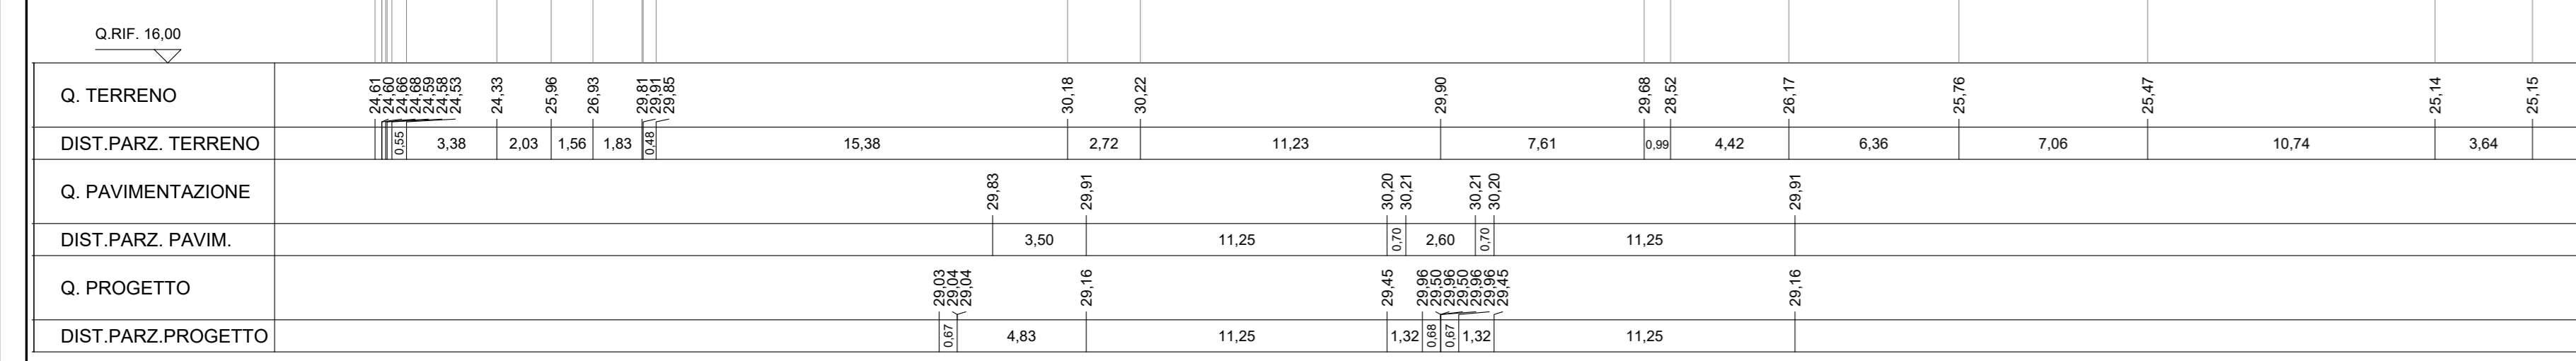 Q.RIF. 16,00
Q. TERRENO 24,61 24,60 24,66 24,68 24,59 24,58 24,53 24,33 25,96 26,93 29,81 29,91 29,85 30,18 30,22 29,90 29,68 28,52 26,17 25,76 25,47 25,14 25,15
DIST.PARZ. TERRENO 0,55 3,38 2,03 1,56 1,83 0,48 15,38 2,72 11,23 7,61 0,99 4,42 6,36 7,06 10,74 3,64
Q. PAVIMENTAZIONE 29,83 29,91 30,20 30,21 30,21 30,20 29,91
DIST.PARZ. PAVIM. 3,50 11,25 0,70 2,60 0,70 11,25
Q. PROGETTO 29,03 29,04 29,04 29,16 29,45 29,96 29,50 29,96 29,50 29,96 29,96 29,45 29,16
DIST.PARZ.PROGETTO 0,67 4,83 11,25 1,32 0,68 0,67 1,32 11,25